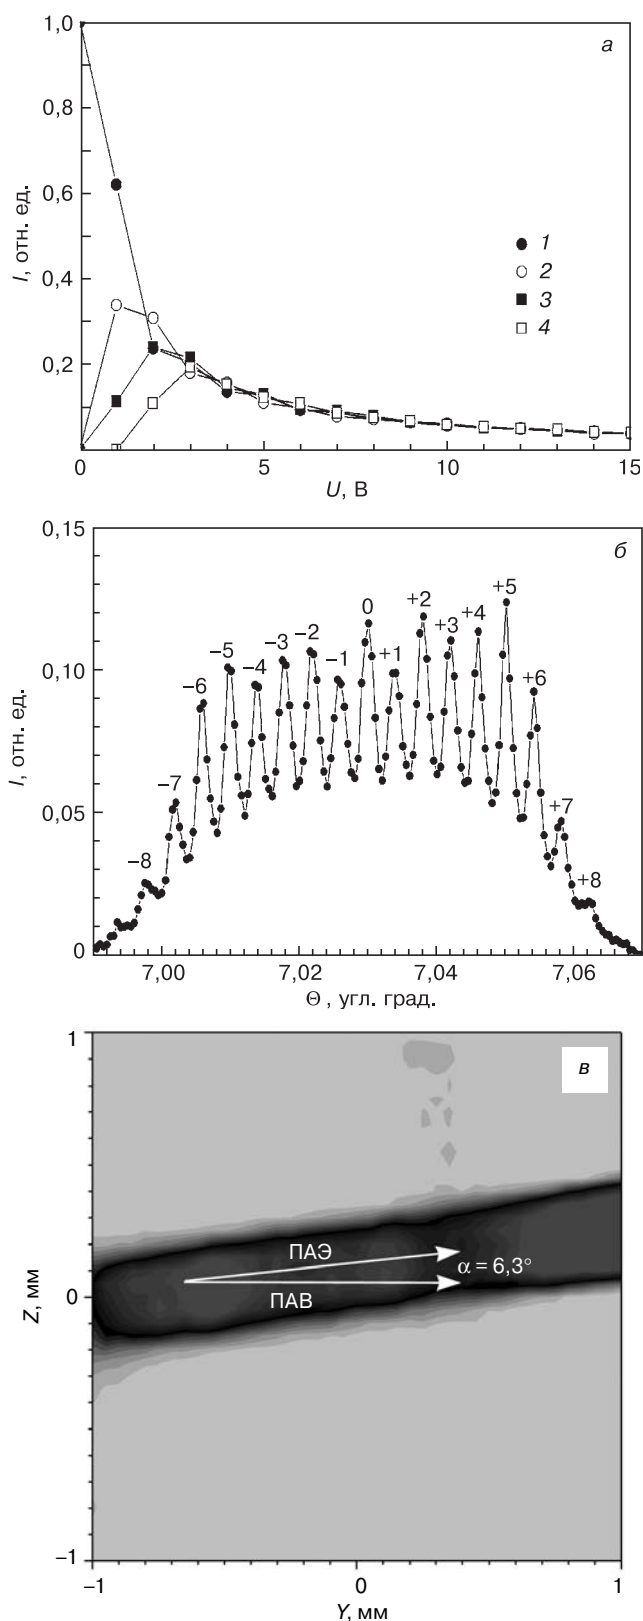 1,0
а
0,8
0,6
I, отн. ед.
1
2
0,4
3
4
0,2
0 5 10 15
U, В
0,15
б
+5
0
+2
+4
+3
−3 −2
−5
+1
−1
0,10
−4
+6
−6
I, отн. ед.
−7
+7
0,05
−8
+8
0
7,00 7,02 7,04 7,06
Θ, угл. град.
1
в
ПАЭ
α = 6,3°
Z, мм
0
ПАВ
−1
−1 0 1
Y, мм